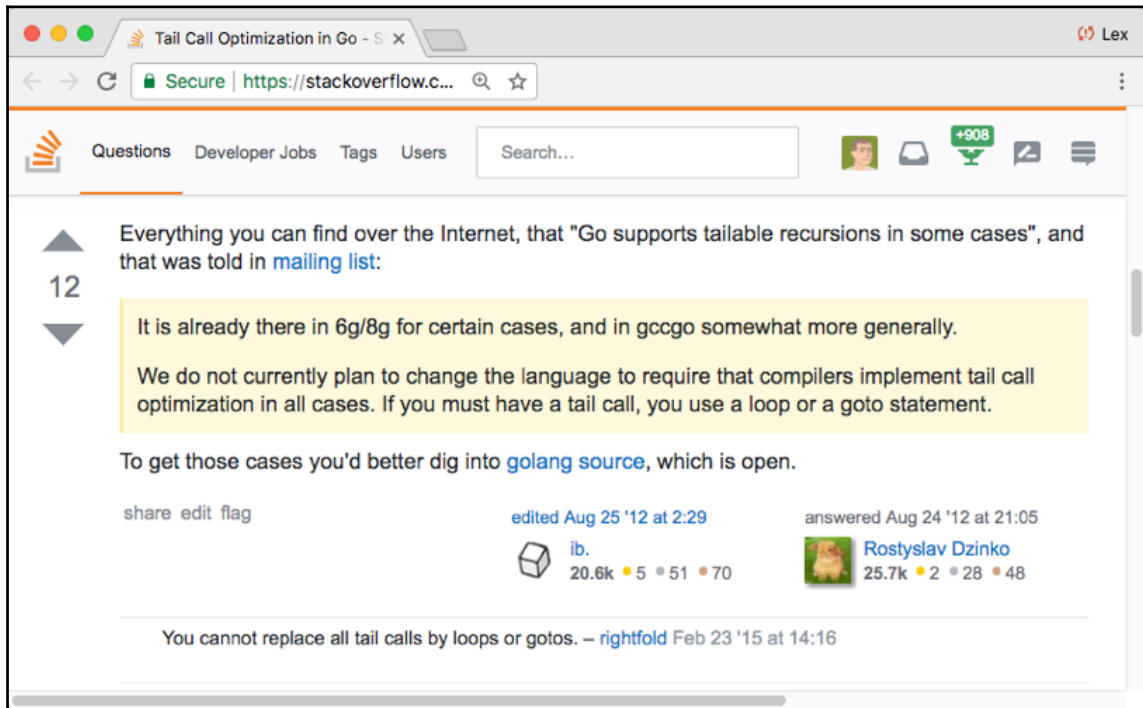 Tail Call Optimization in Go - S
Lex
Secure | https://stackoverflow.c...
Questions Developer Jobs Tags Users Search... +908
Everything you can find over the Internet, that "Go supports tailable recursions in some cases", and
that was told in mailing list:
12
It is already there in 6g/8g for certain cases, and in gccgo somewhat more generally.
We do not currently plan to change the language to require that compilers implement tail call
optimization in all cases. If you must have a tail call, you use a loop or a goto statement.
To get those cases you'd better dig into golang source, which is open.
share edit flag
edited Aug 25 '12 at 2:29
ib.
20.6k 5 51 70
answered Aug 24 '12 at 21:05
Rostyslav Dzinko
25.7k 2 28 48
You cannot replace all tail calls by loops or gotos. – rightfold Feb 23 '15 at 14:16